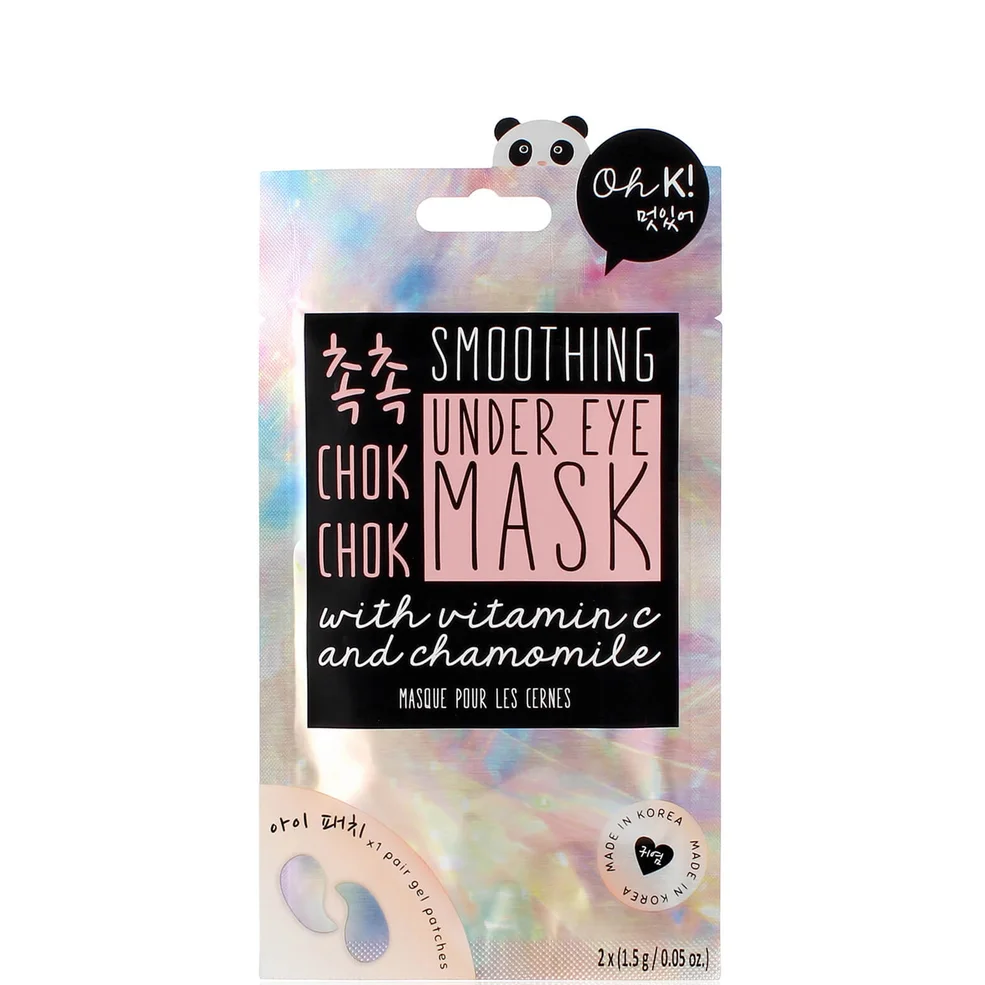 Oh K!
멋있어
촉촉
CHOK
CHOK
SMOOTHING
UNDER EYE
MASK
with vitamin c
and chamomile
MASQUE POUR LES CERNES
아이 패치
x1 pair gel patches
MADE IN KOREA MADE IN KOREA
귀염
2 x (1.5 g / 0.05 oz.)